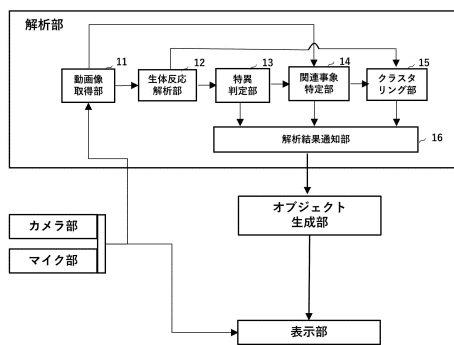 解析部
11
動画像
取得部
12
生体反応
解析部
13
特異
判定部
14
関連事象
特定部
15
クラスタ
リング部
解析結果通知部
16
オブジェクト
生成部
カメラ部
マイク部
表示部